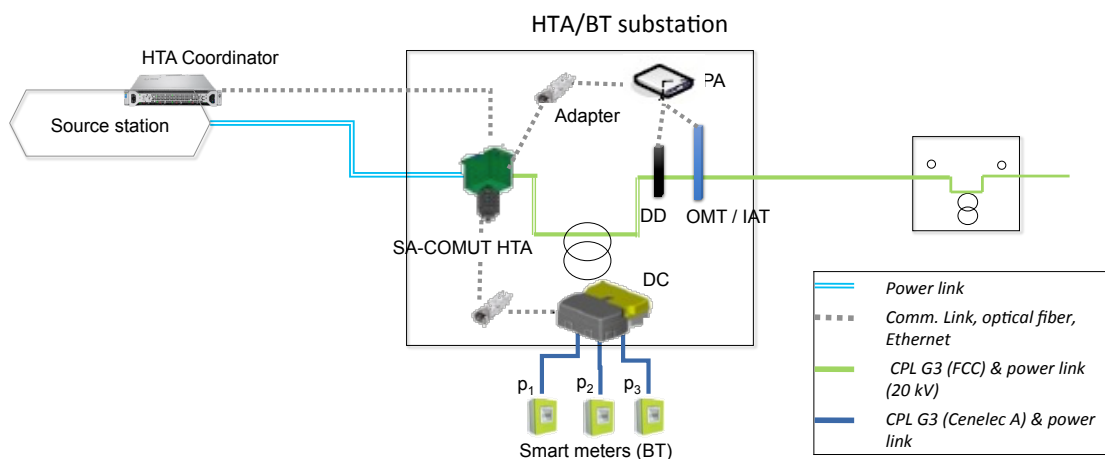 HTA/BT substation
HTA Coordinator
Source station
PA
Adapter
DD
OMT / IAT
SA-COMUT HTA
DC
p1
p2
p3
Smart meters (BT)
Power link
Comm. Link, optical fiber,
Ethernet
CPL G3 (FCC) & power link
(20 kV)
CPL G3 (Cenelec A) & power
link